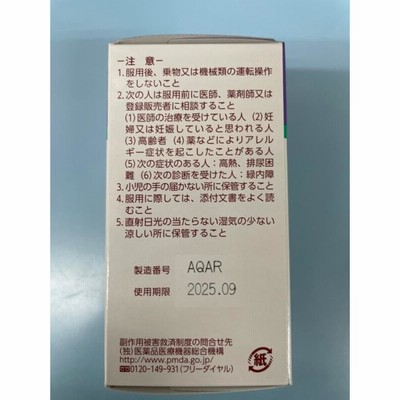 －注　意－
1.服用後、乗物又は機械類の運転操作
をしないこと
2.次の人は服用前に医師、薬剤師又は
登録販売者に相談すること
(1)医師の治療を受けている人 (2)妊
婦又は妊娠していると思われる人
(3)高齢者 (4)薬などによりアレル
ギー症状を起こしたことがある人
(5)次の症状のある人：高熱、排尿困
難 (6)次の診断を受けた人：緑内障
3.小児の手の届かない所に保管すること
4.服用に際しては、添付文書をよく読
むこと
5.直射日光の当たらない湿気の少ない
涼しい所に保管すること
製造番号 AQAR
使用期限 2025.09
副作用被害救済制度の問合せ先
(独)医薬品医療機器総合機構
http://www.pmda.go.jp/
0120-149-931(フリーダイヤル)
紙